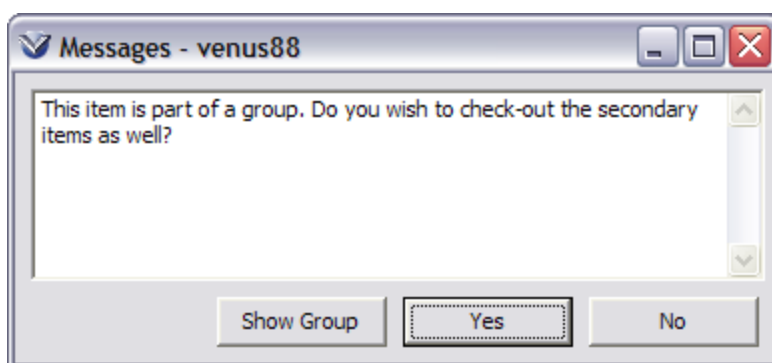 Messages - venus88
This item is part of a group. Do you wish to check-out the secondary
items as well?
Show Group Yes No